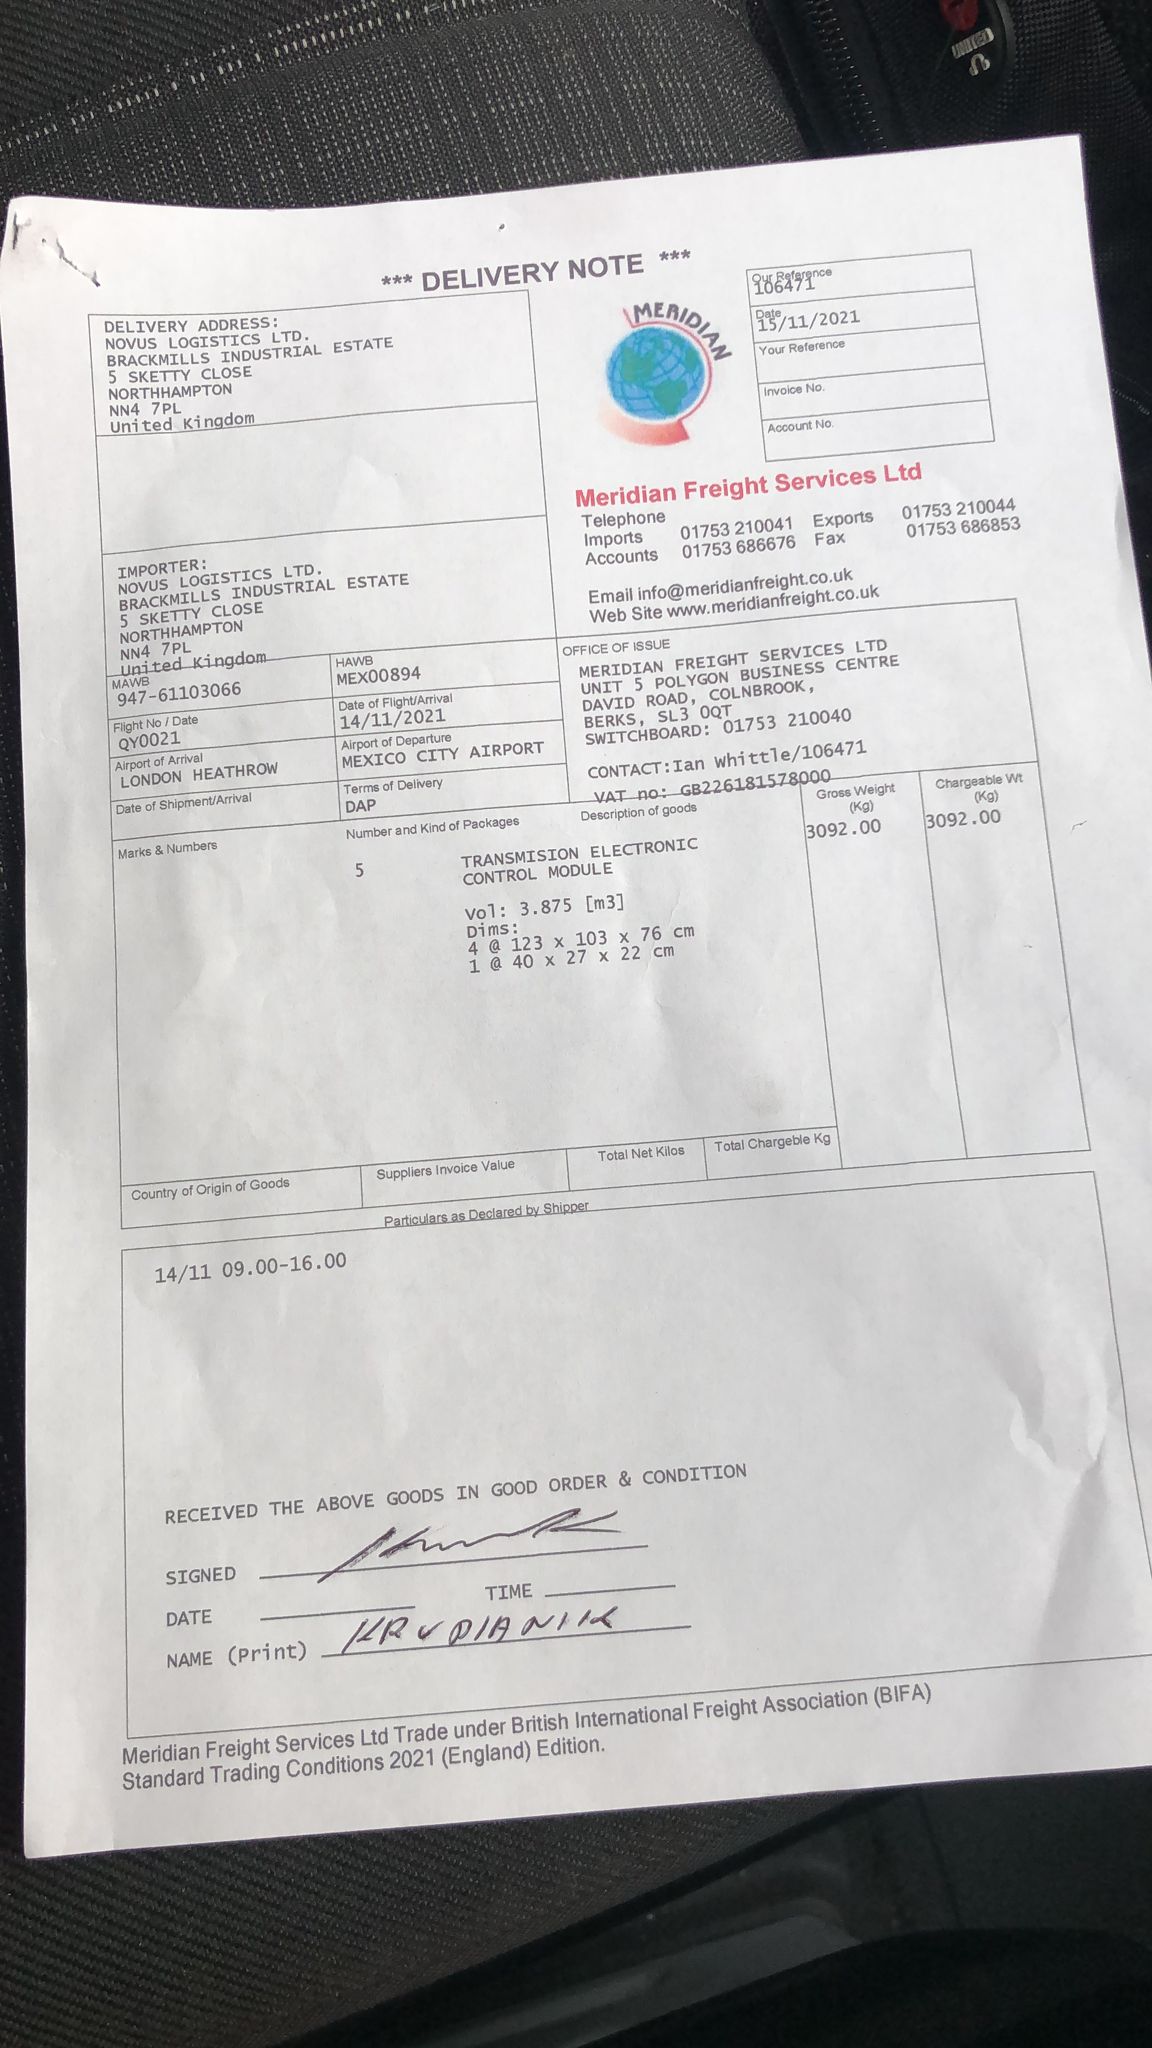 *** DELIVERY NOTE ***
DELIVERY ADDRESS:
NOVUS LOGISTICS LTD.
BRACKMILLS INDUSTRIAL ESTATE
5 SKETTY CLOSE
NORTHHAMPTON
NN4 7PL
United Kingdom
MERIDIAN
Our Reference
106471
Date
15/11/2021
Your Reference
Invoice No.
Account No.
Meridian Freight Services Ltd
Telephone
Imports 01753 210041 Exports 01753 210044
Accounts 01753 686676 Fax 01753 686853
Email info@meridianfreight.co.uk
Web Site www.meridianfreight.co.uk
IMPORTER:
NOVUS LOGISTICS LTD.
BRACKMILLS INDUSTRIAL ESTATE
5 SKETTY CLOSE
NORTHHAMPTON
NN4 7PL
United Kingdom
MAWB
947-61103066
HAWB
MEX00894
Flight No / Date
QY0021
Date of Flight/Arrival
14/11/2021
Airport of Arrival
LONDON HEATHROW
Airport of Departure
MEXICO CITY AIRPORT
Date of Shipment/Arrival
Terms of Delivery
DAP
OFFICE OF ISSUE
MERIDIAN FREIGHT SERVICES LTD
UNIT 5 POLYGON BUSINESS CENTRE
DAVID ROAD, COLNBROOK,
BERKS, SL3 0QT
SWITCHBOARD: 01753 210040
CONTACT:Ian Whittle/106471
VAT no: GB226181578000
Marks & Numbers
Number and Kind of Packages
Description of goods
Gross Weight
(Kg)
Chargeable Wt
(Kg)
5
TRANSMISION ELECTRONIC
CONTROL MODULE
3092.00
3092.00
Vol: 3.875 [m3]
Dims:
4 @ 123 x 103 x 76 cm
1 @ 40 x 27 x 22 cm
Country of Origin of Goods
Suppliers Invoice Value
Total Net Kilos
Total Chargeble Kg
Particulars as Declared by Shipper
14/11 09.00-16.00
RECEIVED THE ABOVE GOODS IN GOOD ORDER & CONDITION
SIGNED
DATE
TIME
NAME (Print)
Meridian Freight Services Ltd Trade under British International Freight Association (BIFA)
Standard Trading Conditions 2021 (England) Edition.
UNITED